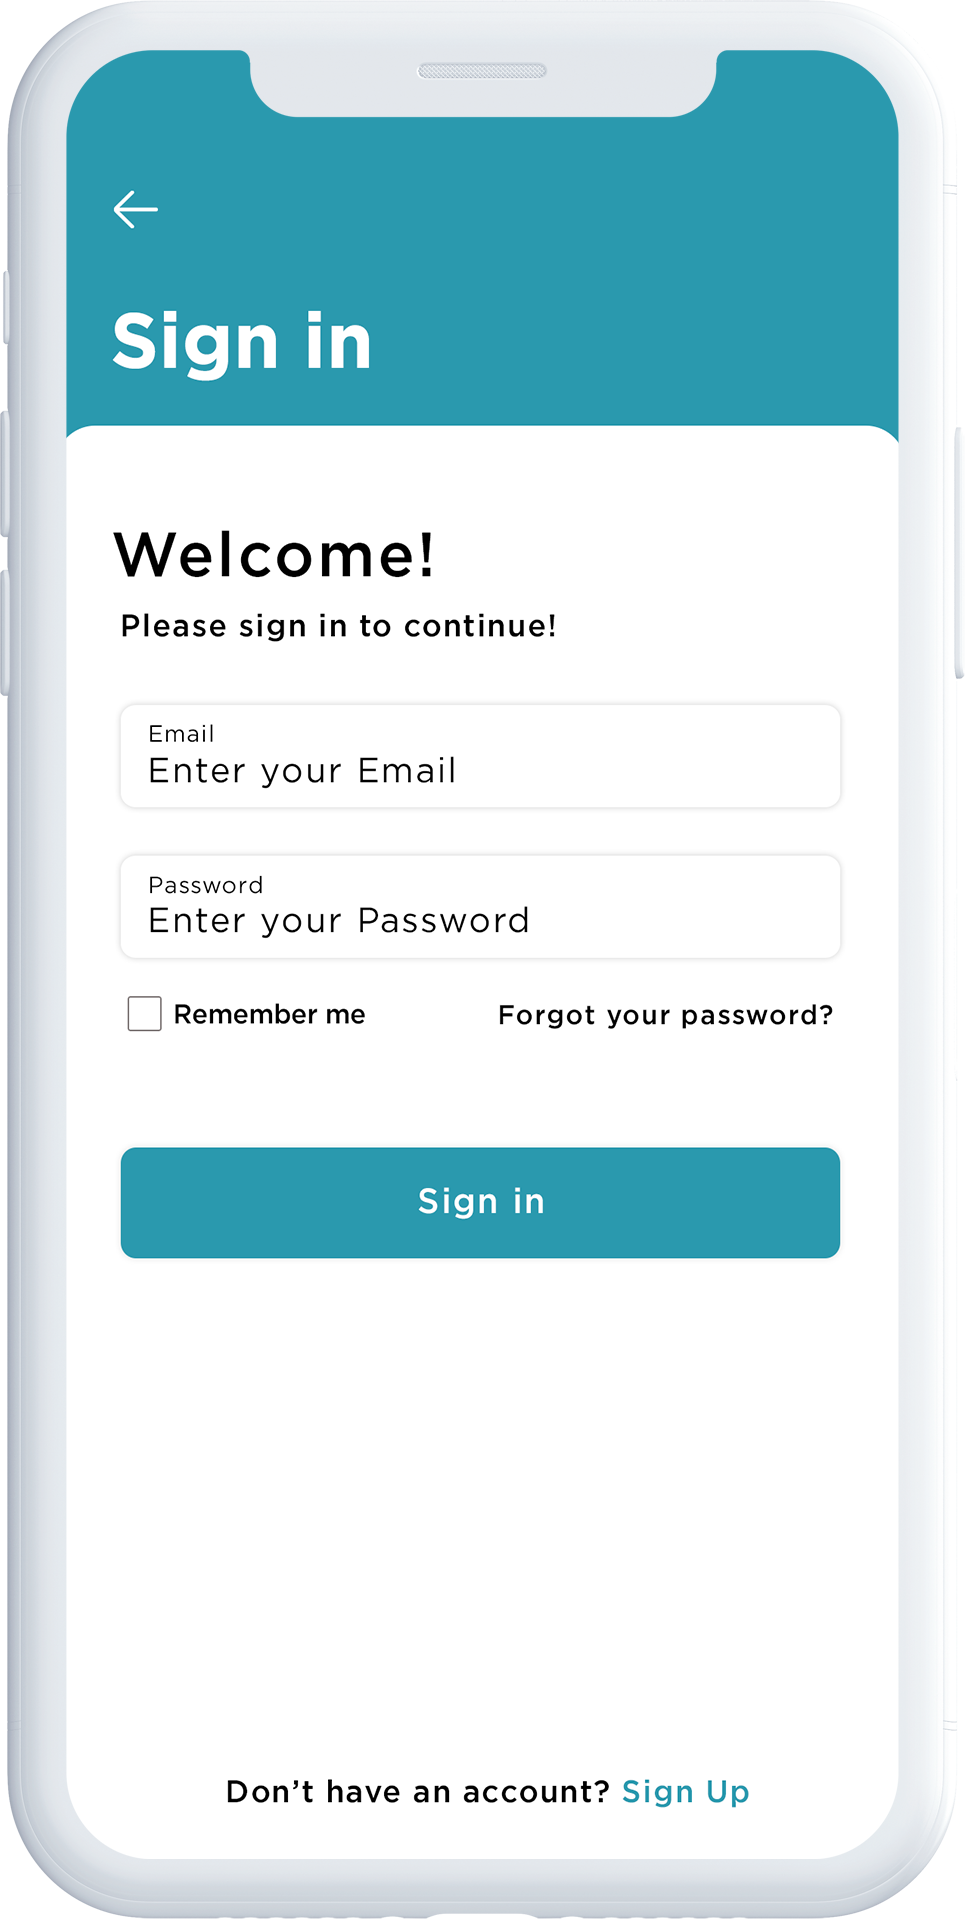 Sign in
Welcome!
Please sign in to continue!
Email
Enter your Email
Password
Enter your Password
Remember me
Forgot your password?
Sign in
Don’t have an account? Sign Up